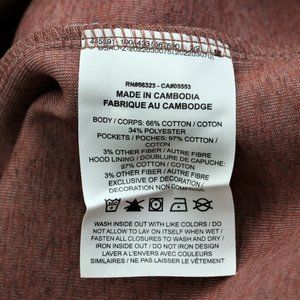 RN#56323 - CA#05553
MADE IN CAMBODIA
FABRIQUE AU CAMBODGE
BODY / CORPS: 66% COTTON / COTON
34% POLYESTER
POCKETS / POCHES: 97% COTTON /
COTON
3% OTHER FIBER / AUTRE FIBRE
HOOD LINING / DOUBLURE DE CAPUCHE:
97% COTTON / COTON
3% OTHER FIBER / AUTRE FIBRE
EXCLUSIVE OF DECORATION /
DECORATION NON COMPRISE
WASH INSIDE OUT WITH LIKE COLORS / DO
NOT ALLOW TO LAY ON ITSELF WHEN WET /
FASTEN ALL CLOSURES TO WASH AND DRY /
IRON INSIDE OUT / DO NOT IRON DESIGN
LAVER A L'ENVERS AVEC COULEURS
SIMILAIRES / NE PAS LAISSER LE VÊTEMENT